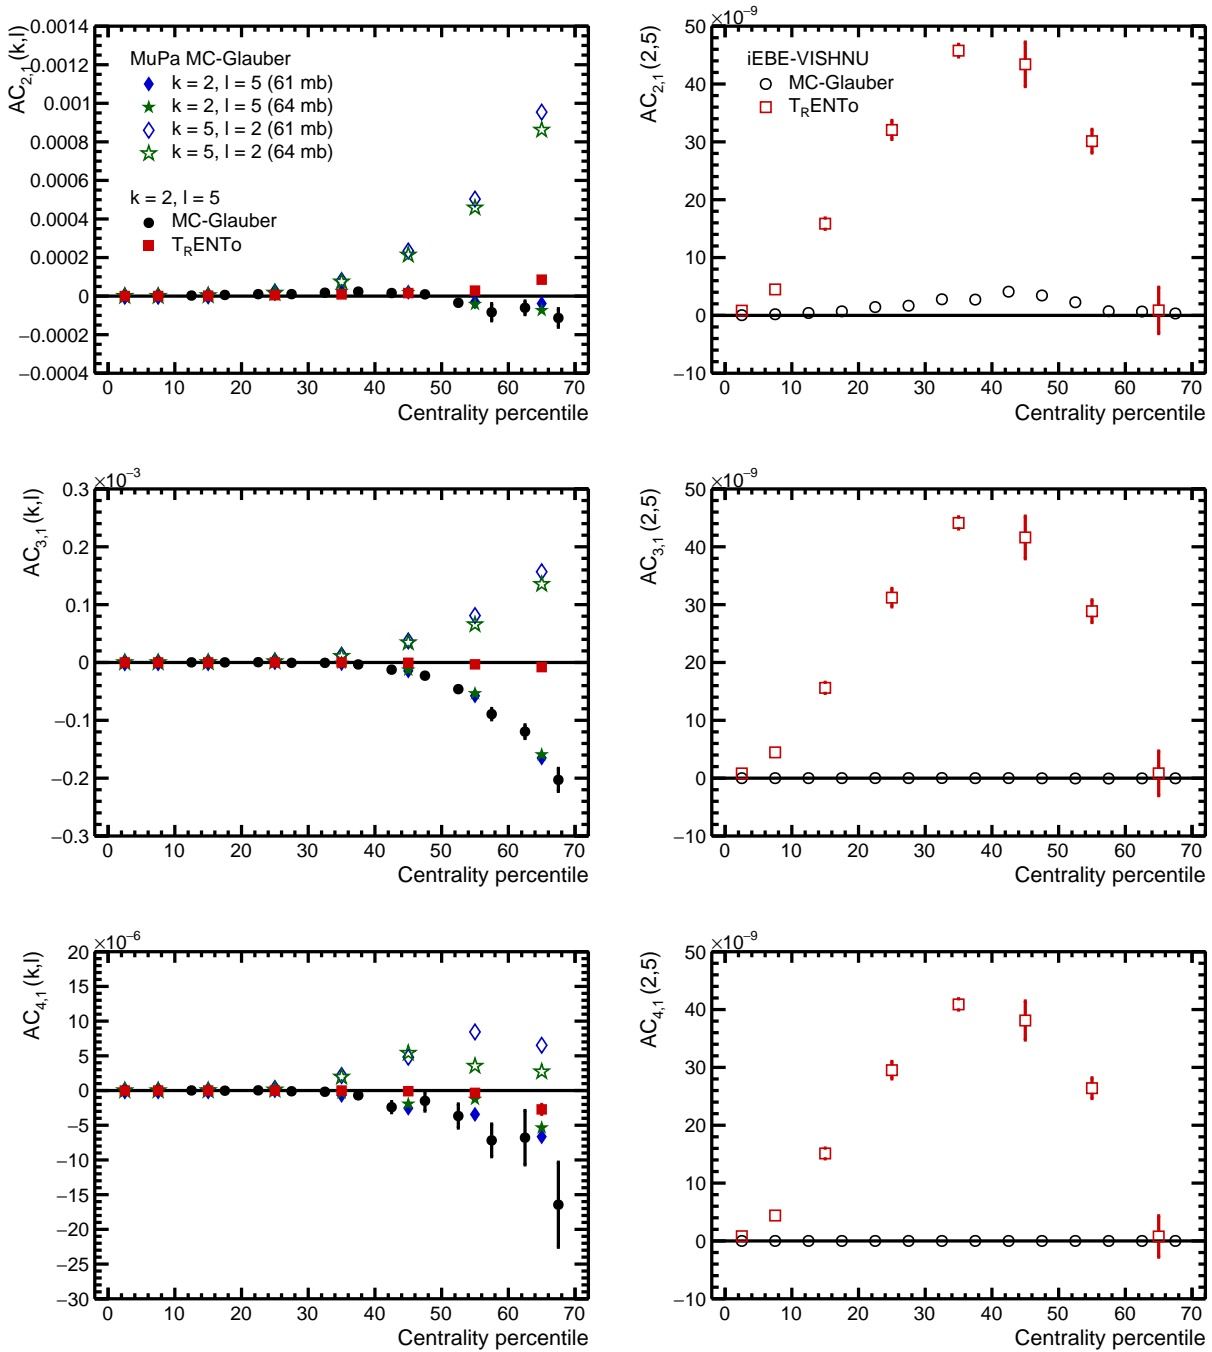 0.0014
0.0012
0.001
0.0008
0.0006
0.0004
0.0002
0
−0.0002
−0.0004
AC2,1 (k,l)
MuPa MC-Glauber
k = 2, l = 5 (61 mb)
k = 2, l = 5 (64 mb)
k = 5, l = 2 (61 mb)
k = 5, l = 2 (64 mb)
k = 2, l = 5
MC-Glauber
TRENTo
0 10 20 30 40 50 60 70
Centrality percentile
×10−9
50
40
30
20
10
0
−10
AC2,1 (2,5)
iEBE-VISHNU
MC-Glauber
TRENTo
0 10 20 30 40 50 60 70
Centrality percentile
×10−3
0.3
0.2
0.1
0
−0.1
−0.2
−0.3
AC3,1 (k,l)
0 10 20 30 40 50 60 70
Centrality percentile
×10−9
50
40
30
20
10
0
−10
AC3,1 (2,5)
0 10 20 30 40 50 60 70
Centrality percentile
×10−6
20
15
10
5
0
−5
−10
−15
−20
−25
−30
AC4,1 (k,l)
0 10 20 30 40 50 60 70
Centrality percentile
×10−9
50
40
30
20
10
0
−10
AC4,1 (2,5)
0 10 20 30 40 50 60 70
Centrality percentile